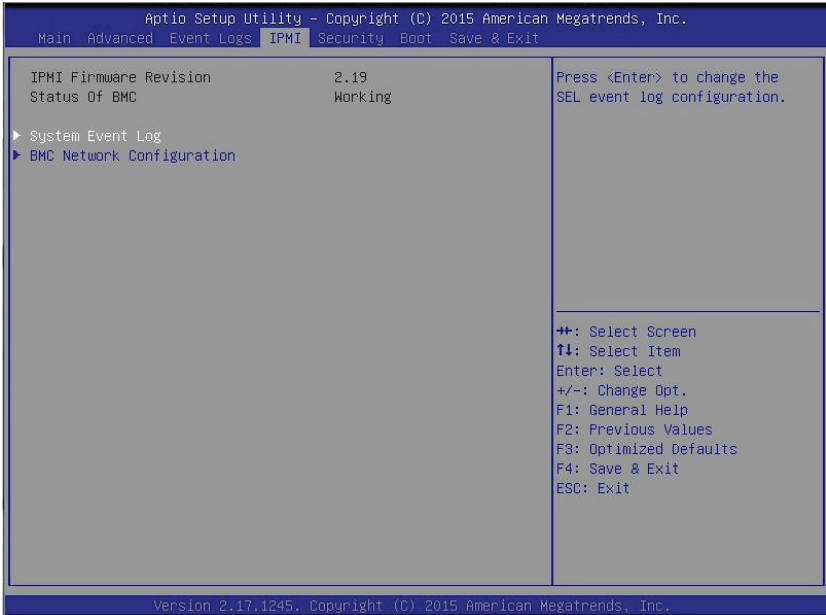 Aptio Setup Utility - Copyright (C) 2015 American Megatrends, Inc.
Main Advanced Event Logs IPMI Security Boot Save & Exit
IPMI Firmware Revision 2.19
Status Of BMC Working
System Event Log
BMC Network Configuration
Press <Enter> to change the
SEL event log configuration.
→←: Select Screen
↑↓: Select Item
Enter: Select
+/-: Change Opt.
F1: General Help
F2: Previous Values
F3: Optimized Defaults
F4: Save & Exit
ESC: Exit
Version 2.17.1245. Copyright (C) 2015 American Megatrends, Inc.